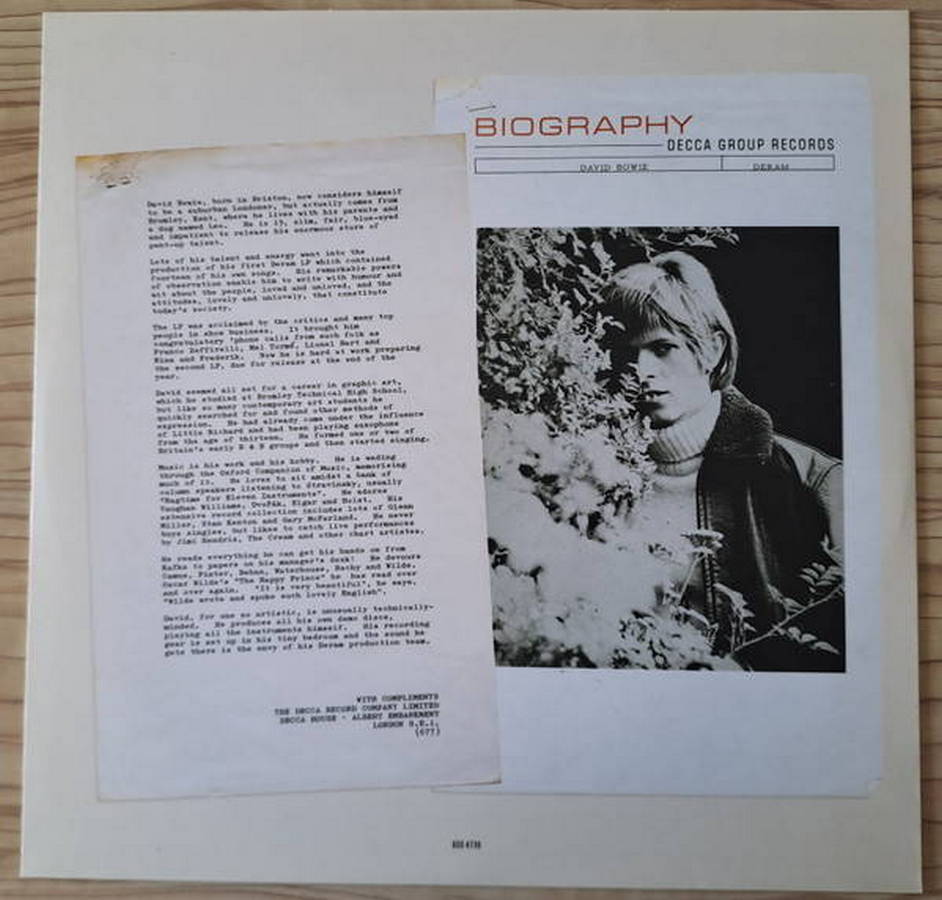 BIOGRAPHY
DECCA GROUP RECORDS
DAVID BOWIE DERAM
David Bowie, born in Brixton, now considers himself
to be a suburban Londoner, but actually comes from
Bromley, Kent, where he lives with his parents and
a dog named Leo. He is 19, slim, fair, blue-eyed
and impatient to release his enormous store of
pent-up talent.
Lots of his talent and energy went into the
production of his first Deram LP which contained
fourteen of his own songs. His remarkable powers
of observation enable him to write with humour and
wit about the people, loved and unloved, and the
attitudes, lovely and unlovely, that constitute
today's society.
The LP was acclaimed by the critics and many top
people in show business. It brought him
congratulatory 'phone calls from such folk as
Franco Zeffirelli, Mel Tormé, Lionel Bart and
Nina and Frederik. Now he is hard at work preparing
the second LP, due for release at the end of the
year.
David seemed all set for a career in graphic art,
which he studied at Bromley Technical High School,
but like so many contemporary art students he
quickly searched for and found other methods of
expression. He had already come under the influence
of Little Richard and had been playing saxophone
from the age of thirteen. He formed one or two of
Britain's early R & B groups and then started singing.
Music is his work and his hobby. He is wading
through the Oxford Companion of Music, memorising
much of it. He loves to sit amidst a bank of
column speakers listening to Stravinsky, usually
"Ragtime for Eleven Instruments". He adores
Vaughan Williams, Dvořák, Elgar and Holst. His
extensive record collection includes lots of Glenn
Miller, Stan Kenton and Gary McFarland. He never
buys singles, but likes to catch live performances
by Jimi Hendrix, The Cream and other chart artistes.
He reads everything he can get his hands on from
Kafka to papers on his manager's desk! He devours
Camus, Pinter, Behan, Waterhouse, Rechy and Wilde.
Oscar Wilde's "The Happy Prince" he has read over
and over again. "It is very beautiful", he says,
"Wilde wrote and spoke such lovely English".
David, for one so artistic, is unusually technically-
minded. He produces all his own demo discs,
playing all the instruments himself. His recording
gear is set up in his tiny bedroom and the sound he
gets there is the envy of his Deram production team.
WITH COMPLIMENTS
THE DECCA RECORD COMPANY LIMITED
DECCA HOUSE - ALBERT EMBANKMENT
LONDON S.E.1.
(677)